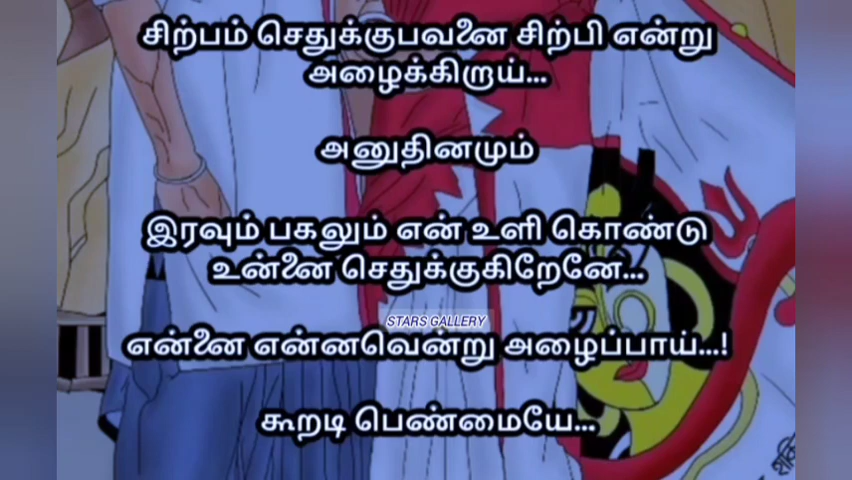 சிற்பம் செதுக்குபவனை சிற்பி என்று
அழைக்கிறாய்...
அனுதினமும்
இரவும் பகலும் என் உளி கொண்டு
உன்னை செதுக்குகிறேனே...
STARS GALLERY
என்னை என்னவென்று அழைப்பாய்...!
கூறடி பெண்மையே...